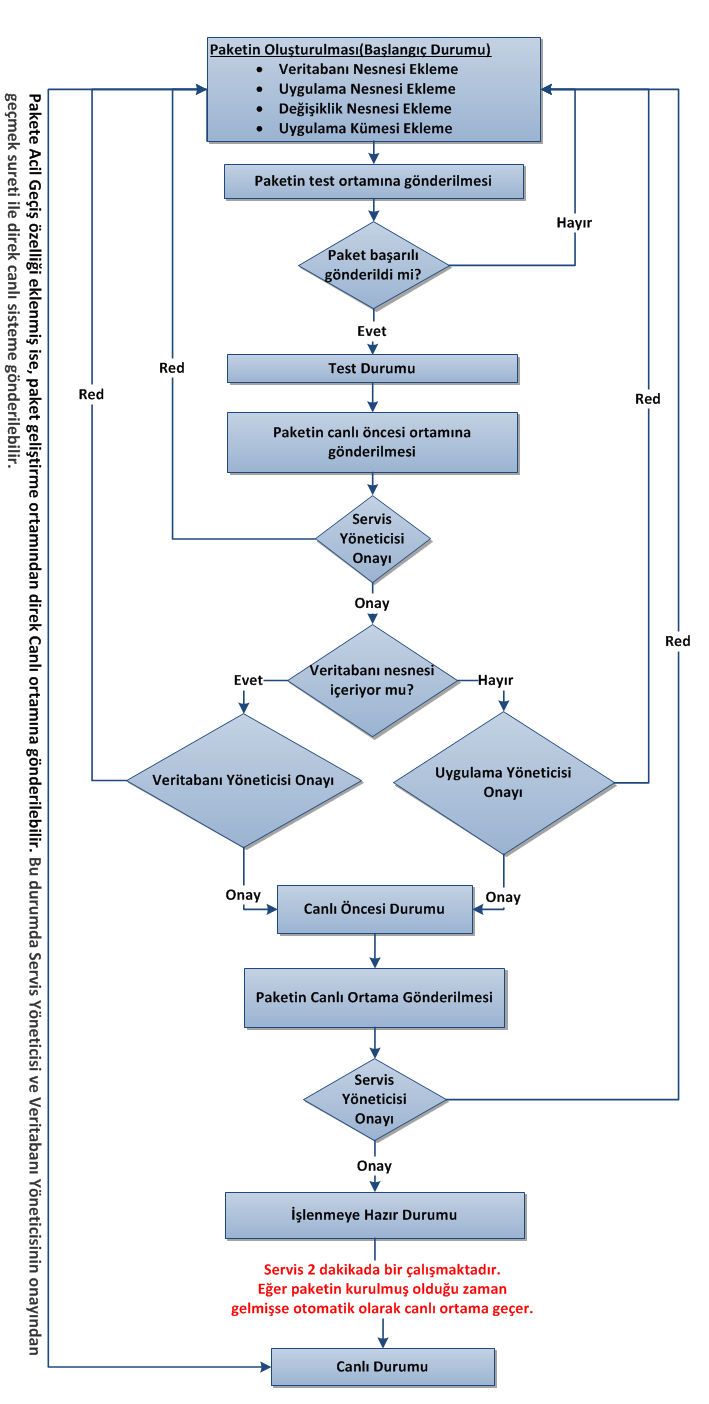 Paketin Oluşturulması(Başlangıç Durumu)
• Veritabanı Nesnesi Ekleme
• Uygulama Nesnesi Ekleme
• Değişiklik Nesnesi Ekleme
• Uygulama Kümesi Ekleme
Paketin test ortamına gönderilmesi
Hayır
Paket başarılı
gönderildi mi?
Evet
Test Durumu
Red
Red
Red
Paketin canlı öncesi ortamına
gönderilmesi
Servis
Yöneticisi
Onayı
Onay
Red
Veritabanı nesnesi
içeriyor mu?
Evet
Hayır
Veritabanı Yöneticisi Onayı
Uygulama Yöneticisi
Onayı
Onay
Onay
Canlı Öncesi Durumu
Paketin Canlı Ortama Gönderilmesi
Servis
Yöneticisi
Onayı
Onay
İşlenmeye Hazır Durumu
Servis 2 dakikada bir çalışmaktadır.
Eğer paketin kurulmuş olduğu zaman
gelmişse otomatik olarak canlı ortama geçer.
Canlı Durumu
Pakete Acil Geçiş özelliği eklenmiş ise, paket geliştirme ortamından direk Canlı ortamına gönderilebilir. Bu durumda Servis Yöneticisi ve Veritabanı Yöneticisinin onayından
geçmek sureti ile direk canlı sisteme gönderilebilir.